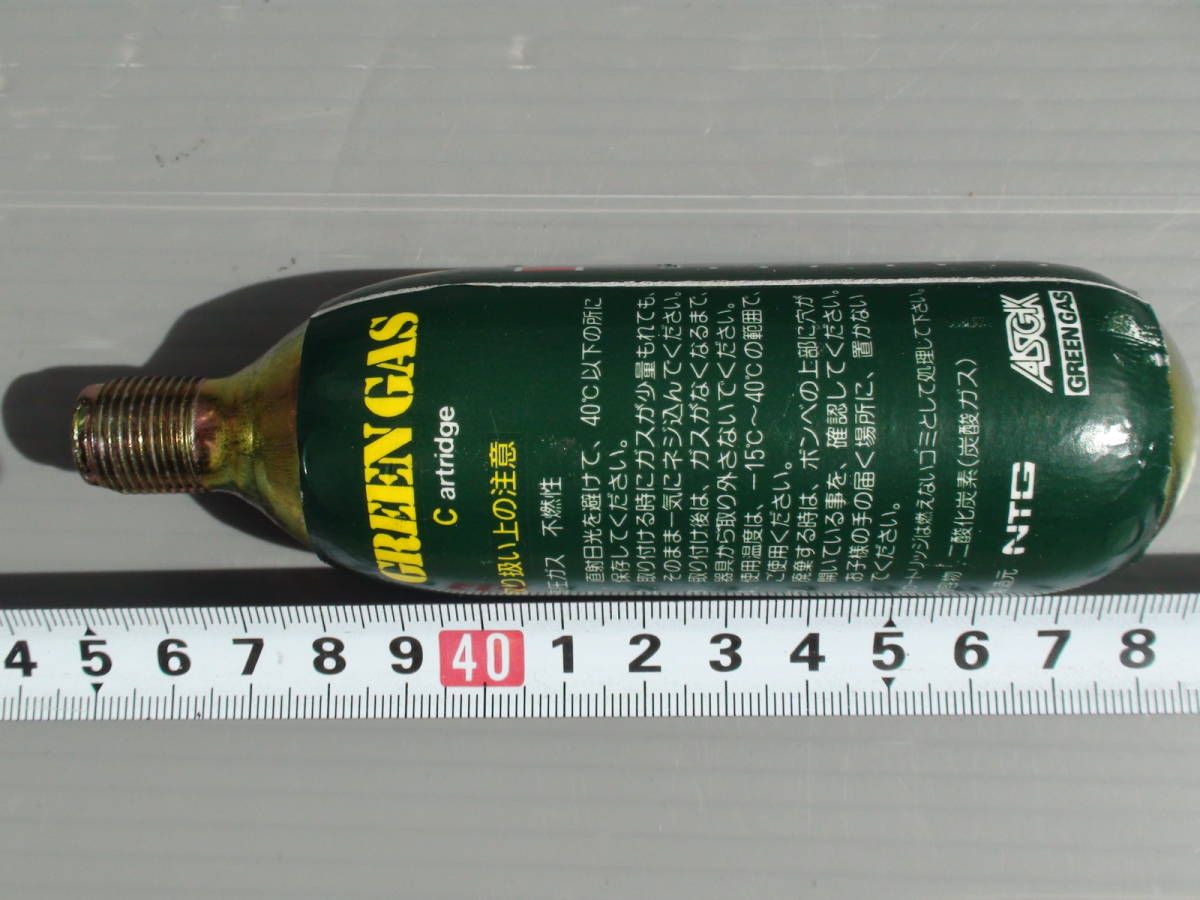 GREEN GAS
Cartridge
り扱い上の注意
ガス 不燃性
直射日光を避けて、40℃以下の所に
保存してください。
取り付ける時にガスが少量もれても、
そのまま一気にネジ込んでください。
取り付け後は、ガスがなくなるまで、
器具から取り外さないでください。
使用温度は、−15℃〜40℃の範囲で、
ご使用ください。
廃棄する時は、ボンベの上部に穴が
開いている事を、確認してください。
お子様の手の届く場所に、置かない
でください。
カートリッジは燃えないゴミとして処理して下さい。
二酸化炭素(炭酸ガス)
元 NTG
ASGK
GREEN GAS
4 5 6 7 8 9 40 1 2 3 4 5 6 7 8